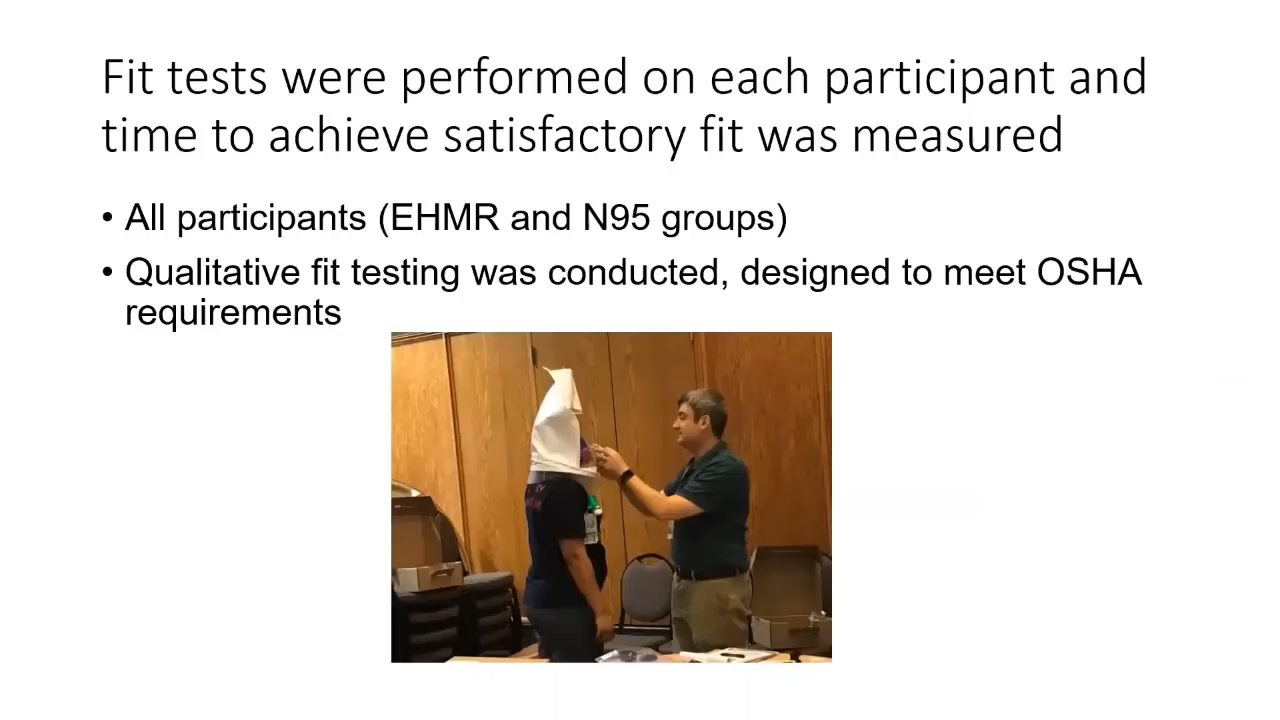 Fit tests were performed on each participant and
time to achieve satisfactory fit was measured
• All participants (EHMR and N95 groups)
• Qualitative fit testing was conducted, designed to meet OSHA
requirements